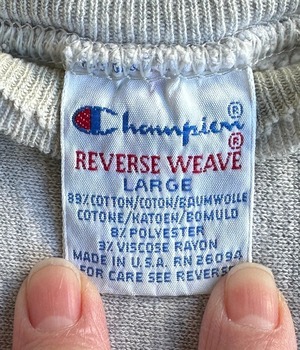 Champion®
®
REVERSE WEAVE
LARGE
89% COTTON/COTON/BAUMWOLLE
COTONE/KATOEN/BOMULD
8% POLYESTER
3% VISCOSE RAYON
MADE IN U.S.A. RN 26094
FOR CARE SEE REVERSE